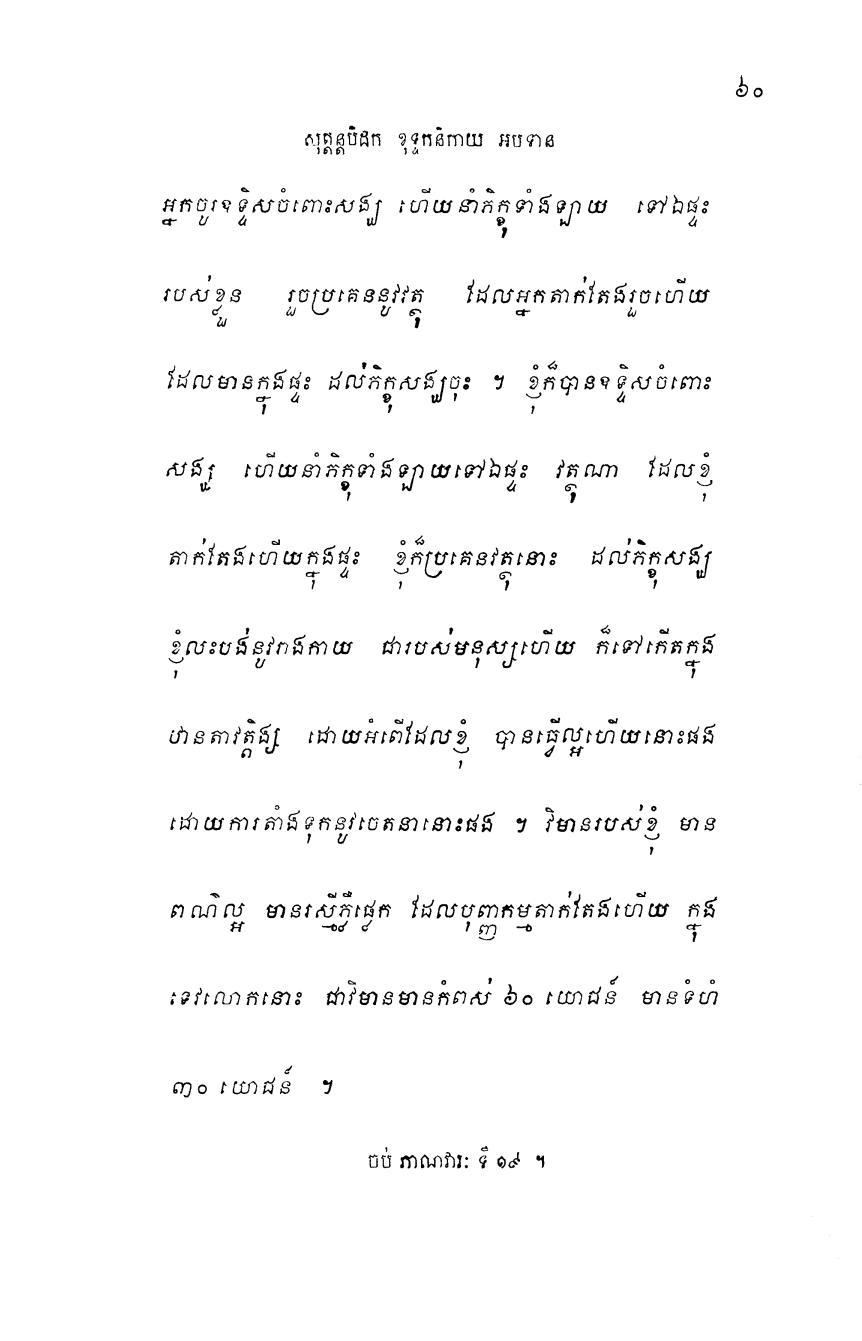 ៦០
សុត្តន្តបិដក ខុទ្ទកនិកាយ អបទាន
អ្នកចូរឧទ្ទិសចំពោះសង្ឃ ហើយនាំភិក្ខុទាំងឡាយ ទៅឯផ្ទះ
របស់ខ្លួន រួចប្រគេននូវវត្ថុ ដែលអ្នកតាក់តែងរួចហើយ
ដែលមានក្នុងផ្ទះ ដល់ភិក្ខុសង្ឃចុះ ។ ខ្ញុំក៏បានឧទ្ទិសចំពោះ
សង្ឃ ហើយនាំភិក្ខុទាំងឡាយទៅឯផ្ទះ វត្ថុណា ដែលខ្ញុំ
តាក់តែងហើយក្នុងផ្ទះ ខ្ញុំក៏ប្រគេនវត្ថុនោះ ដល់ភិក្ខុសង្ឃ
ខ្ញុំលះបង់នូវរាងកាយ ជារបស់មនុស្សហើយ ក៏ទៅកើតក្នុង
ឋានតាវត្តិង្ស ដោយអំពើដែលខ្ញុំ បានធ្វើល្អហើយនោះផង
ដោយការតាំងទុកនូវចេតនានោះផង ។ វិមានរបស់ខ្ញុំ មាន
ពណ៌ល្អ មានរស្មីភ្លឺផ្លេក ដែលបុញ្ញកម្មតាក់តែងហើយ ក្នុង
ទេវលោកនោះ ជាវិមានមានកំពស់ ៦០ យោជន៍ មានទំហំ
៣០ យោជន៍ ។
ចប់ ភាណវារៈ ទី ១៩ ។